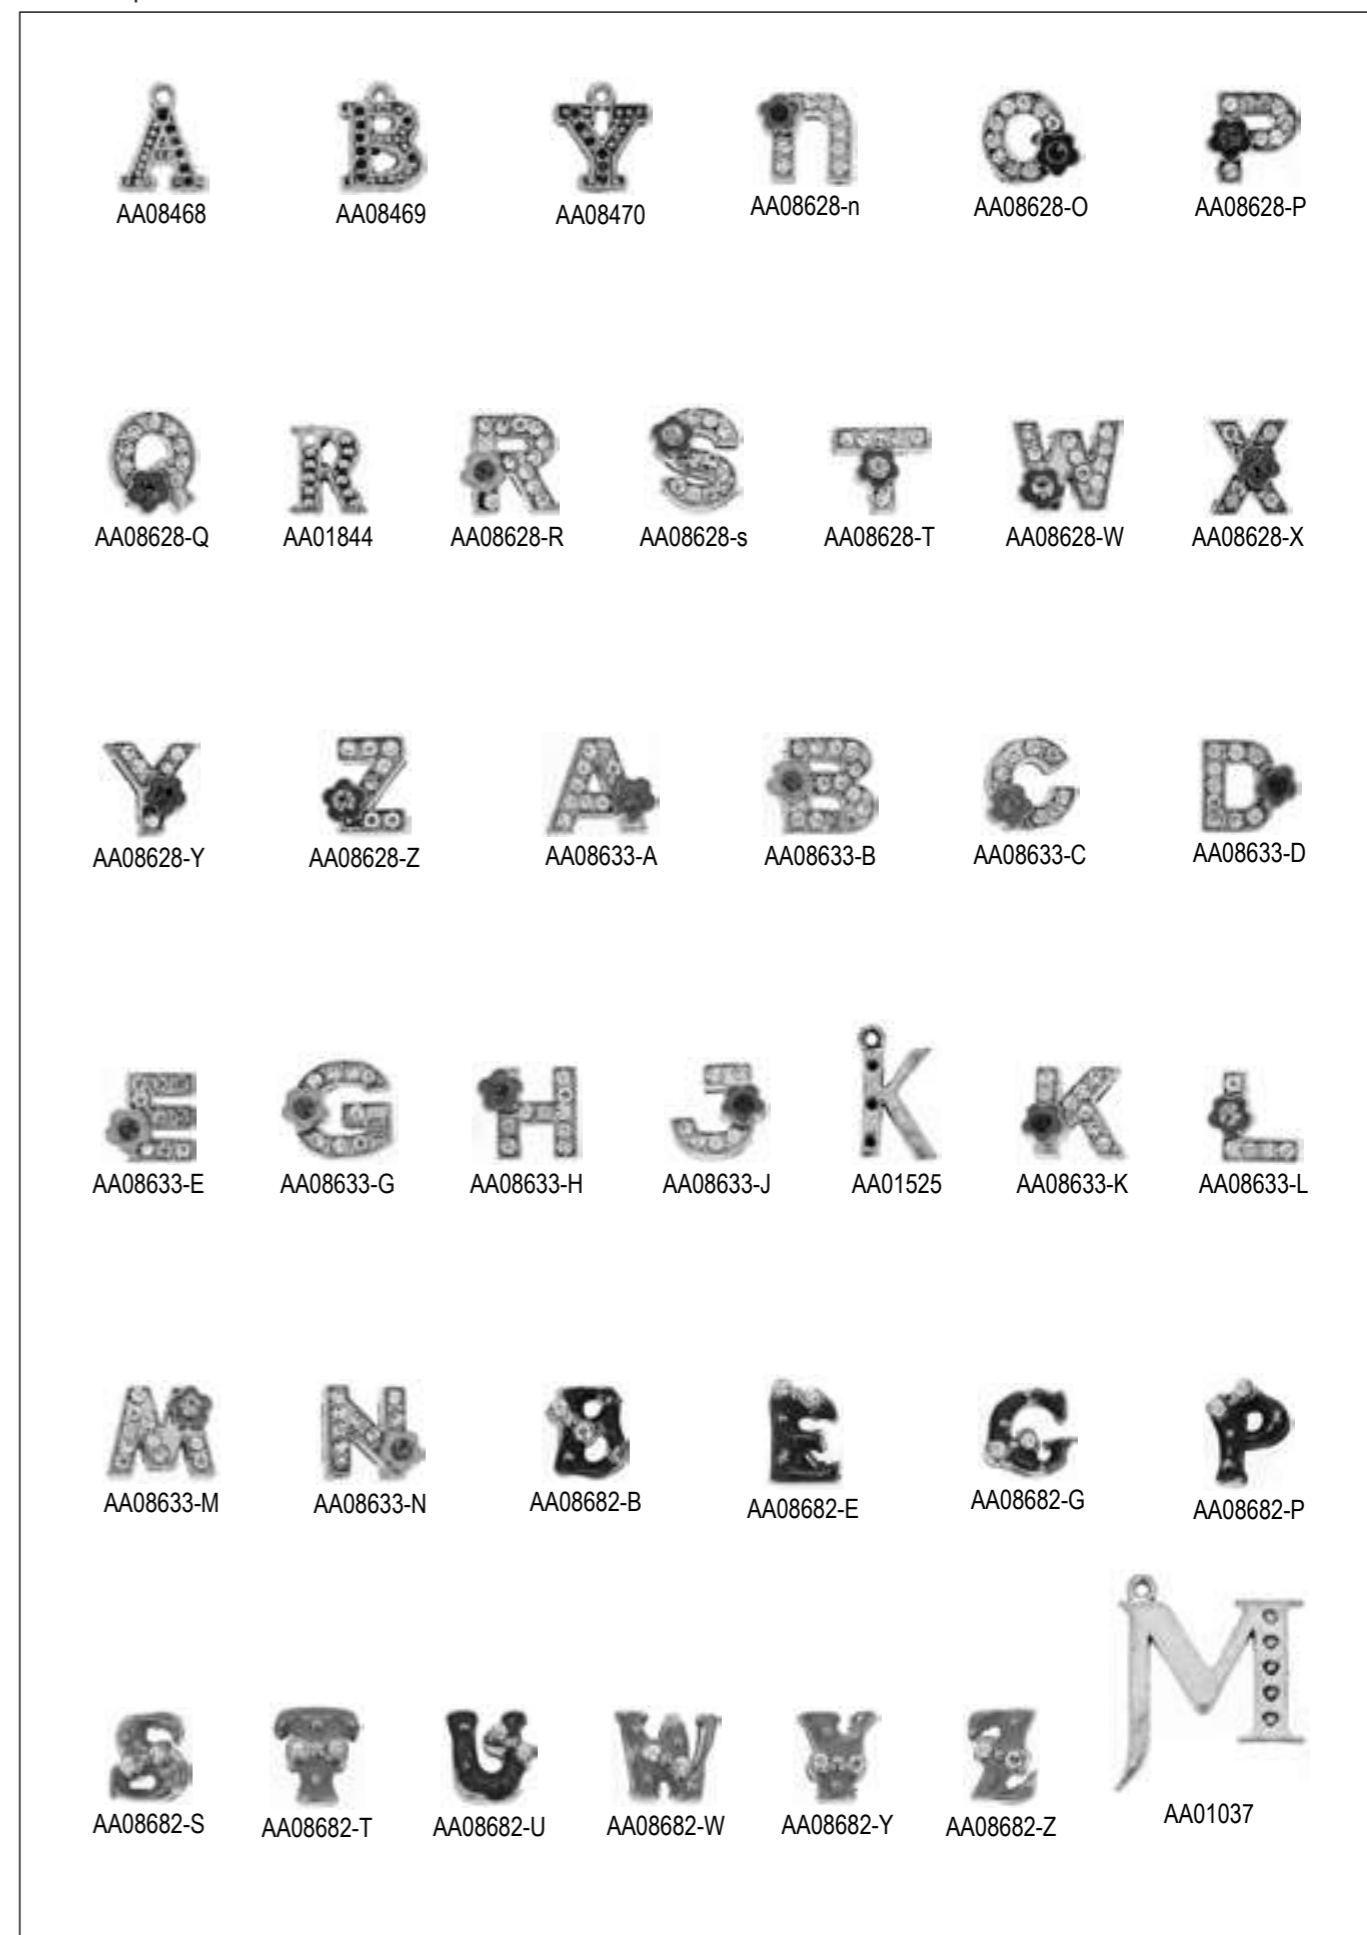 AA08468 AA08469 AA08470 AA08628-n AA08628-O AA08628-P
AA08628-Q AA01844 AA08628-R AA08628-s AA08628-T AA08628-W AA08628-X
AA08628-Y AA08628-Z AA08633-A AA08633-B AA08633-C AA08633-D
AA08633-E AA08633-G AA08633-H AA08633-J AA01525 AA08633-K AA08633-L
AA08633-M AA08633-N AA08682-B AA08682-E AA08682-G AA08682-P
AA08682-S AA08682-T AA08682-U AA08682-W AA08682-Y AA08682-Z AA01037